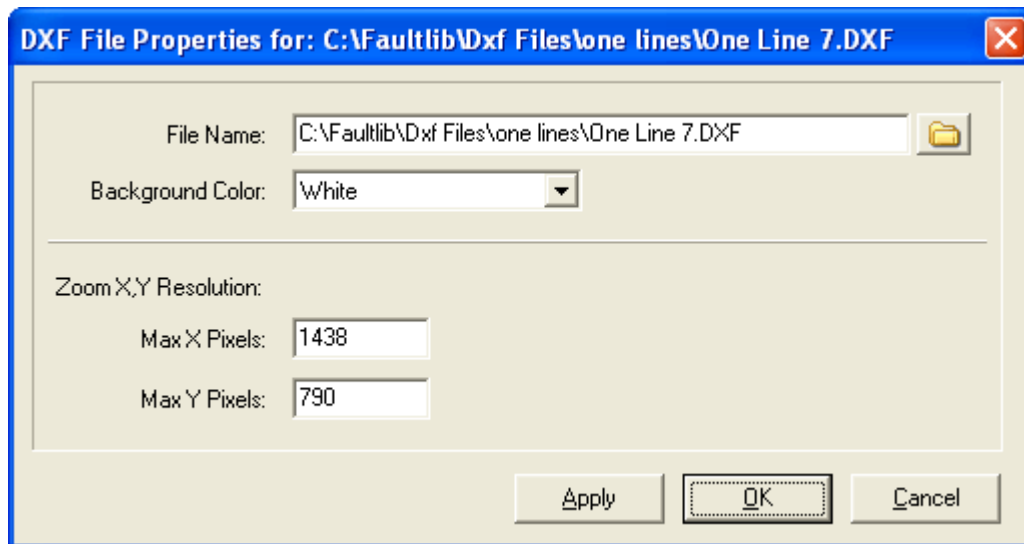 DXF File Properties for: C:\Faultlib\Dxf Files\one lines\One Line 7.DXF
File Name: C:\Faultlib\Dxf Files\one lines\One Line 7.DXF
Background Color: White
Zoom X,Y Resolution:
Max X Pixels: 1438
Max Y Pixels: 790
Apply OK Cancel